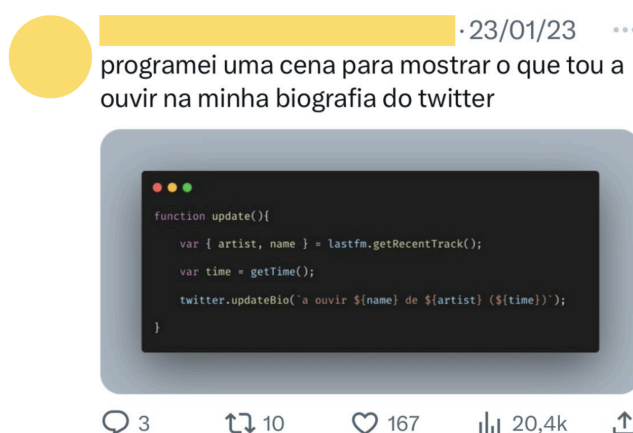 · 23/01/23
programei uma cena para mostrar o que tou a
ouvir na minha biografia do twitter
function update(){
var { artist, name } = lastfm.getRecentTrack();
var time = getTime();
twitter.updateBio(`a ouvir ${name} de ${artist} (${time})`);
}
3 10 167 20,4k